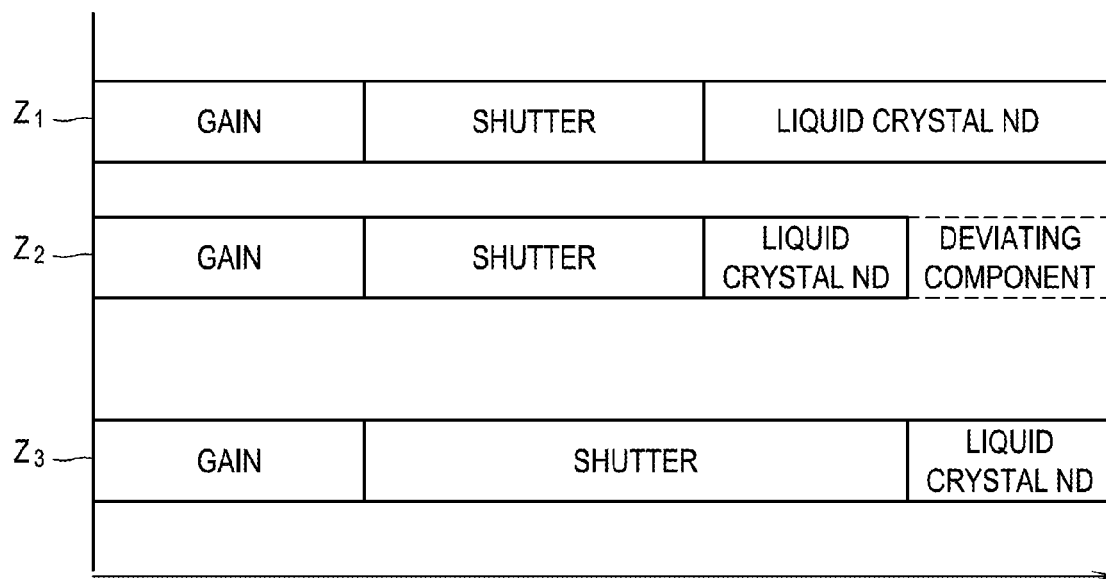 Z1
GAIN
SHUTTER
LIQUID CRYSTAL ND
Z2
GAIN
SHUTTER
LIQUID
CRYSTAL ND
DEVIATING
COMPONENT
Z3
GAIN
SHUTTER
LIQUID
CRYSTAL ND